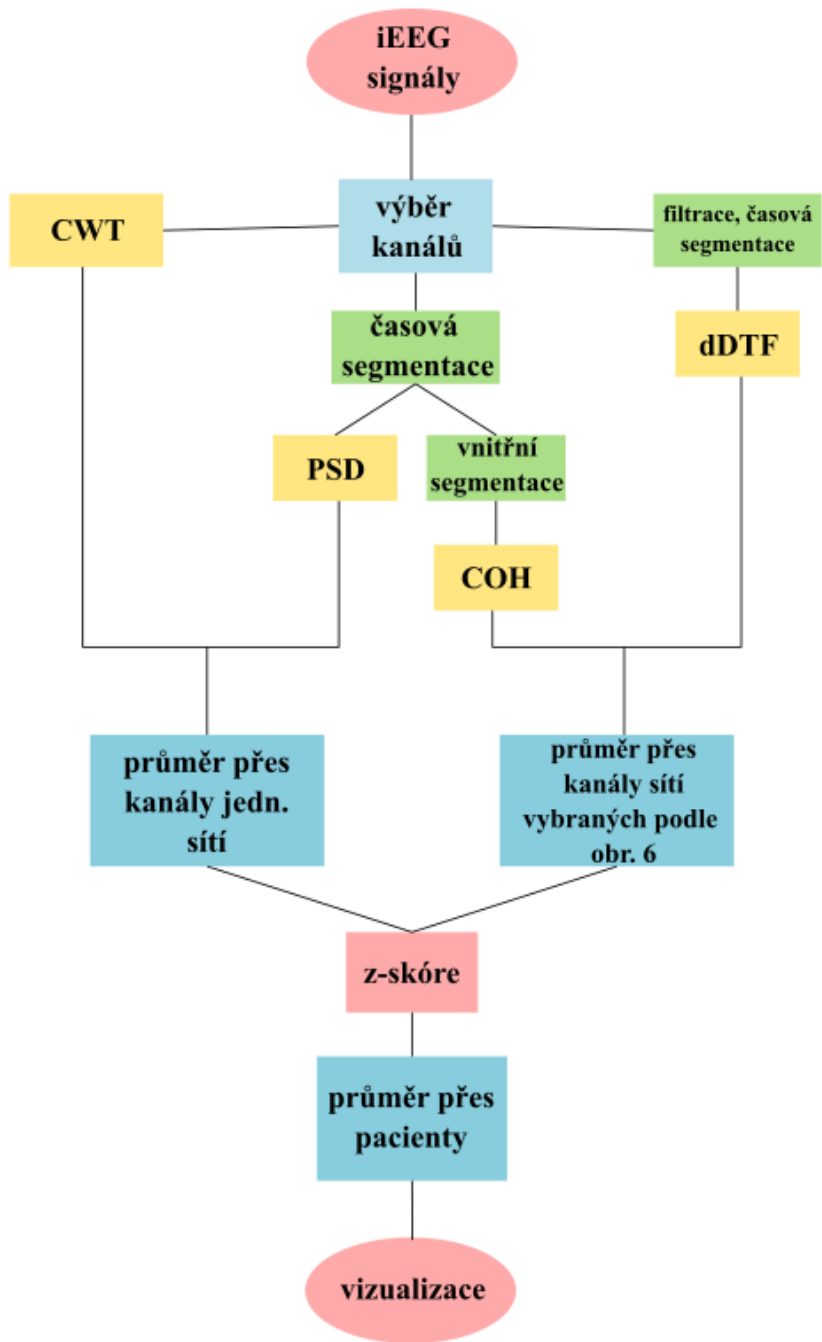 iEEG
signály
CWT
výběr
kanálů
filtrace, časová
segmentace
časová
segmentace
dDTF
PSD
vnitřní
segmentace
COH
průměr přes
kanály jedn.
sítí
průměr přes
kanály sítí
vybraných podle
obr. 6
z-skóre
průměr přes
pacienty
vizualizace